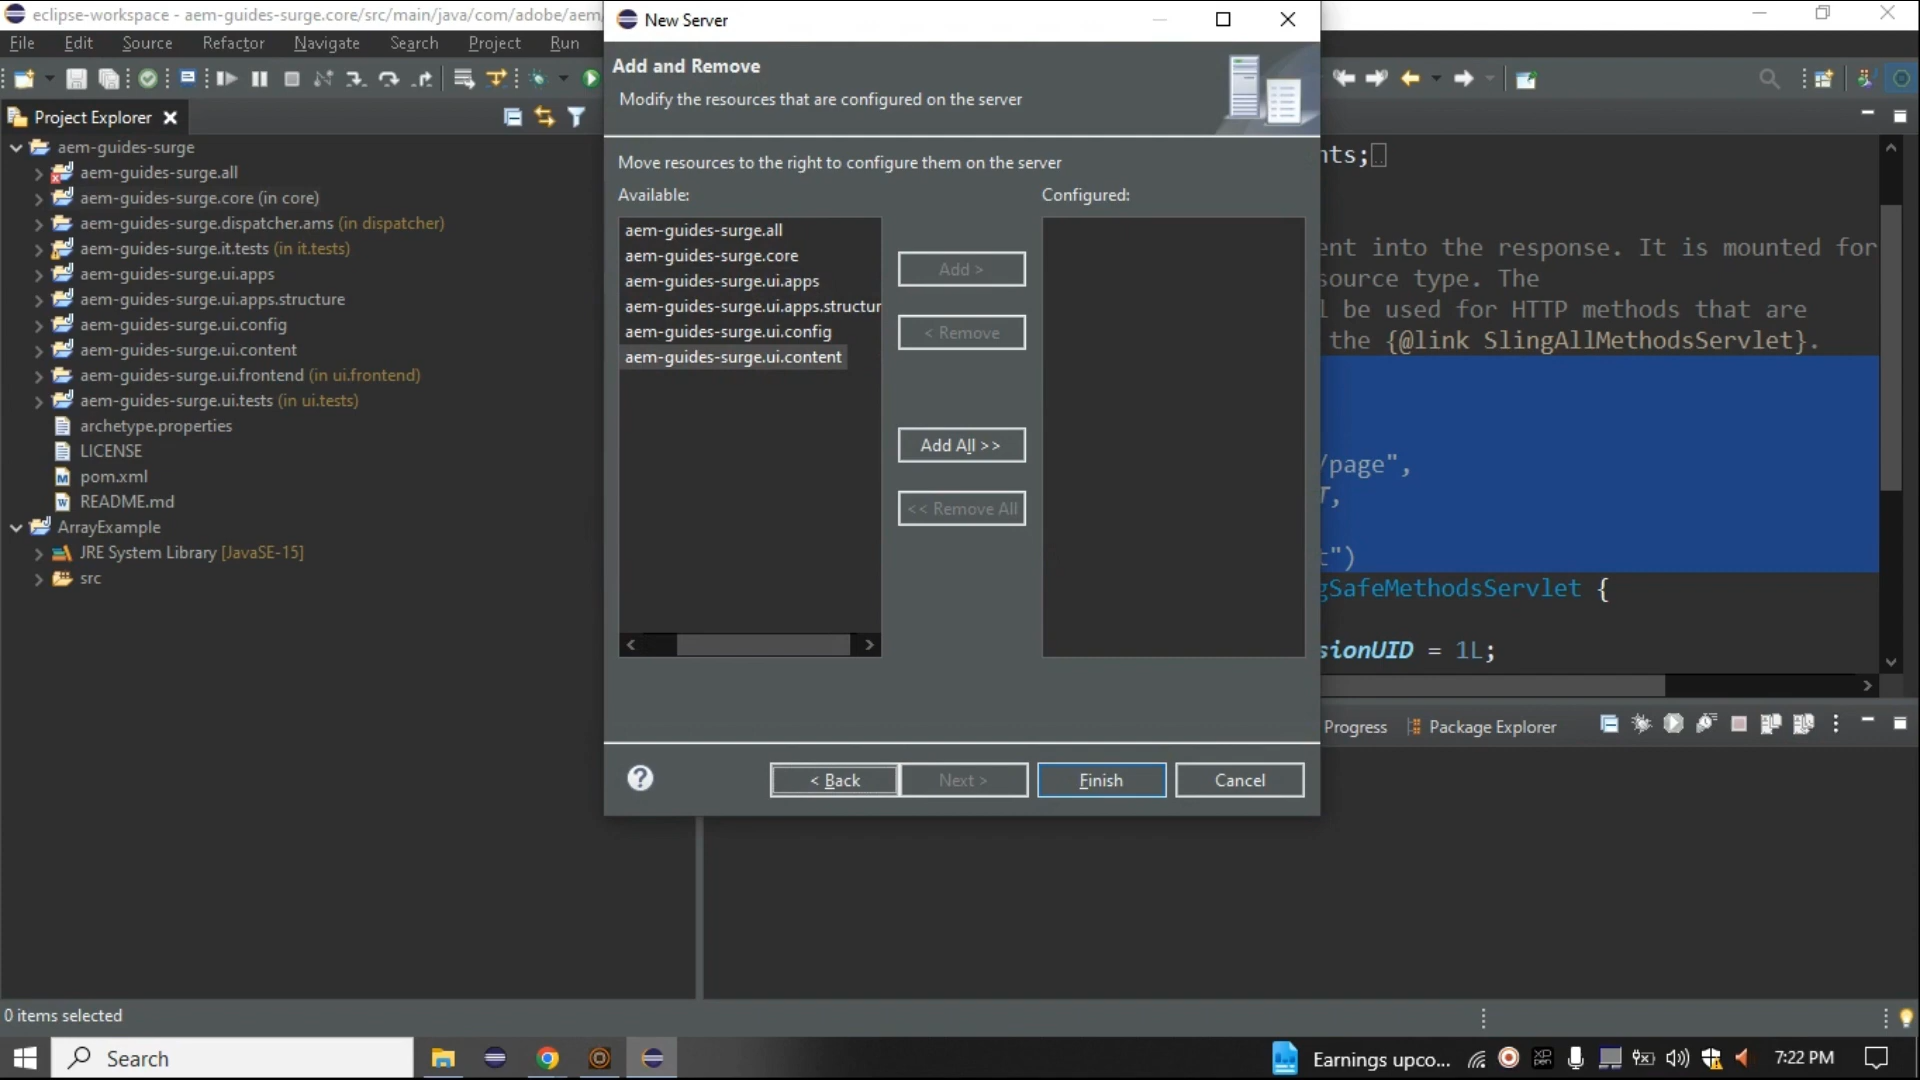 eclipse-workspace - aem-guides-surge.core/src/main/java/com/adobe/aem/
New Server
File Edit Source Refactor Navigate Search Project Run
Add and Remove
Modify the resources that are configured on the server
Project Explorer
Move resources to the right to configure them on the server
Available:
Configured:
aem-guides-surge
aem-guides-surge.all
aem-guides-surge.core (in core)
aem-guides-surge.dispatcher.ams (in dispatcher)
aem-guides-surge.it.tests (in it.tests)
aem-guides-surge.ui.apps
aem-guides-surge.ui.apps.structure
aem-guides-surge.ui.config
aem-guides-surge.ui.content
aem-guides-surge.ui.frontend (in ui.frontend)
aem-guides-surge.ui.tests (in ui.tests)
archetype.properties
LICENSE
pom.xml
README.md
ArrayExample
JRE System Library [JavaSE-15]
src
aem-guides-surge.all
aem-guides-surge.core
aem-guides-surge.ui.apps
aem-guides-surge.ui.apps.structur
aem-guides-surge.ui.config
aem-guides-surge.ui.content
Add >
< Remove
Add All >>
<< Remove All
< Back
Next >
Finish
Cancel
nts;
ent into the response. It is mounted for
source type. The
l be used for HTTP methods that are
the {@link SlingAllMethodsServlet}.
/page",
T,
t")
gSafeMethodsServlet {
sionUID = 1L;
Progress
Package Explorer
0 items selected
Search
Earnings upco...
7:22 PM